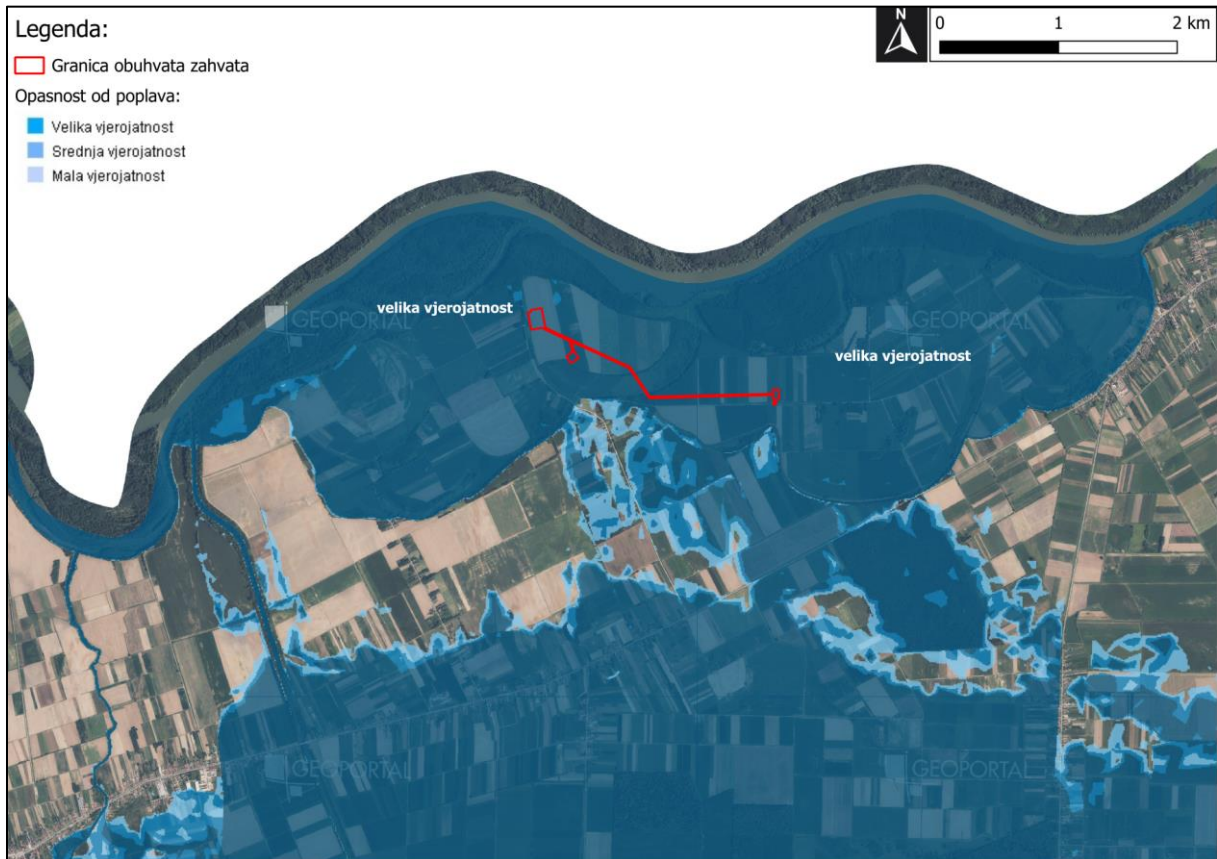 Legenda:
Granica obuhvata zahvata
Opasnost od poplava:
Velika vjerojatnost
Srednja vjerojatnost
Mala vjerojatnost
N
0 1 2 km
velika vjerojatnost
GEOPORTAL
GEOPORTAL
velika vjerojatnost
GEOPORTAL
GEOPORTAL